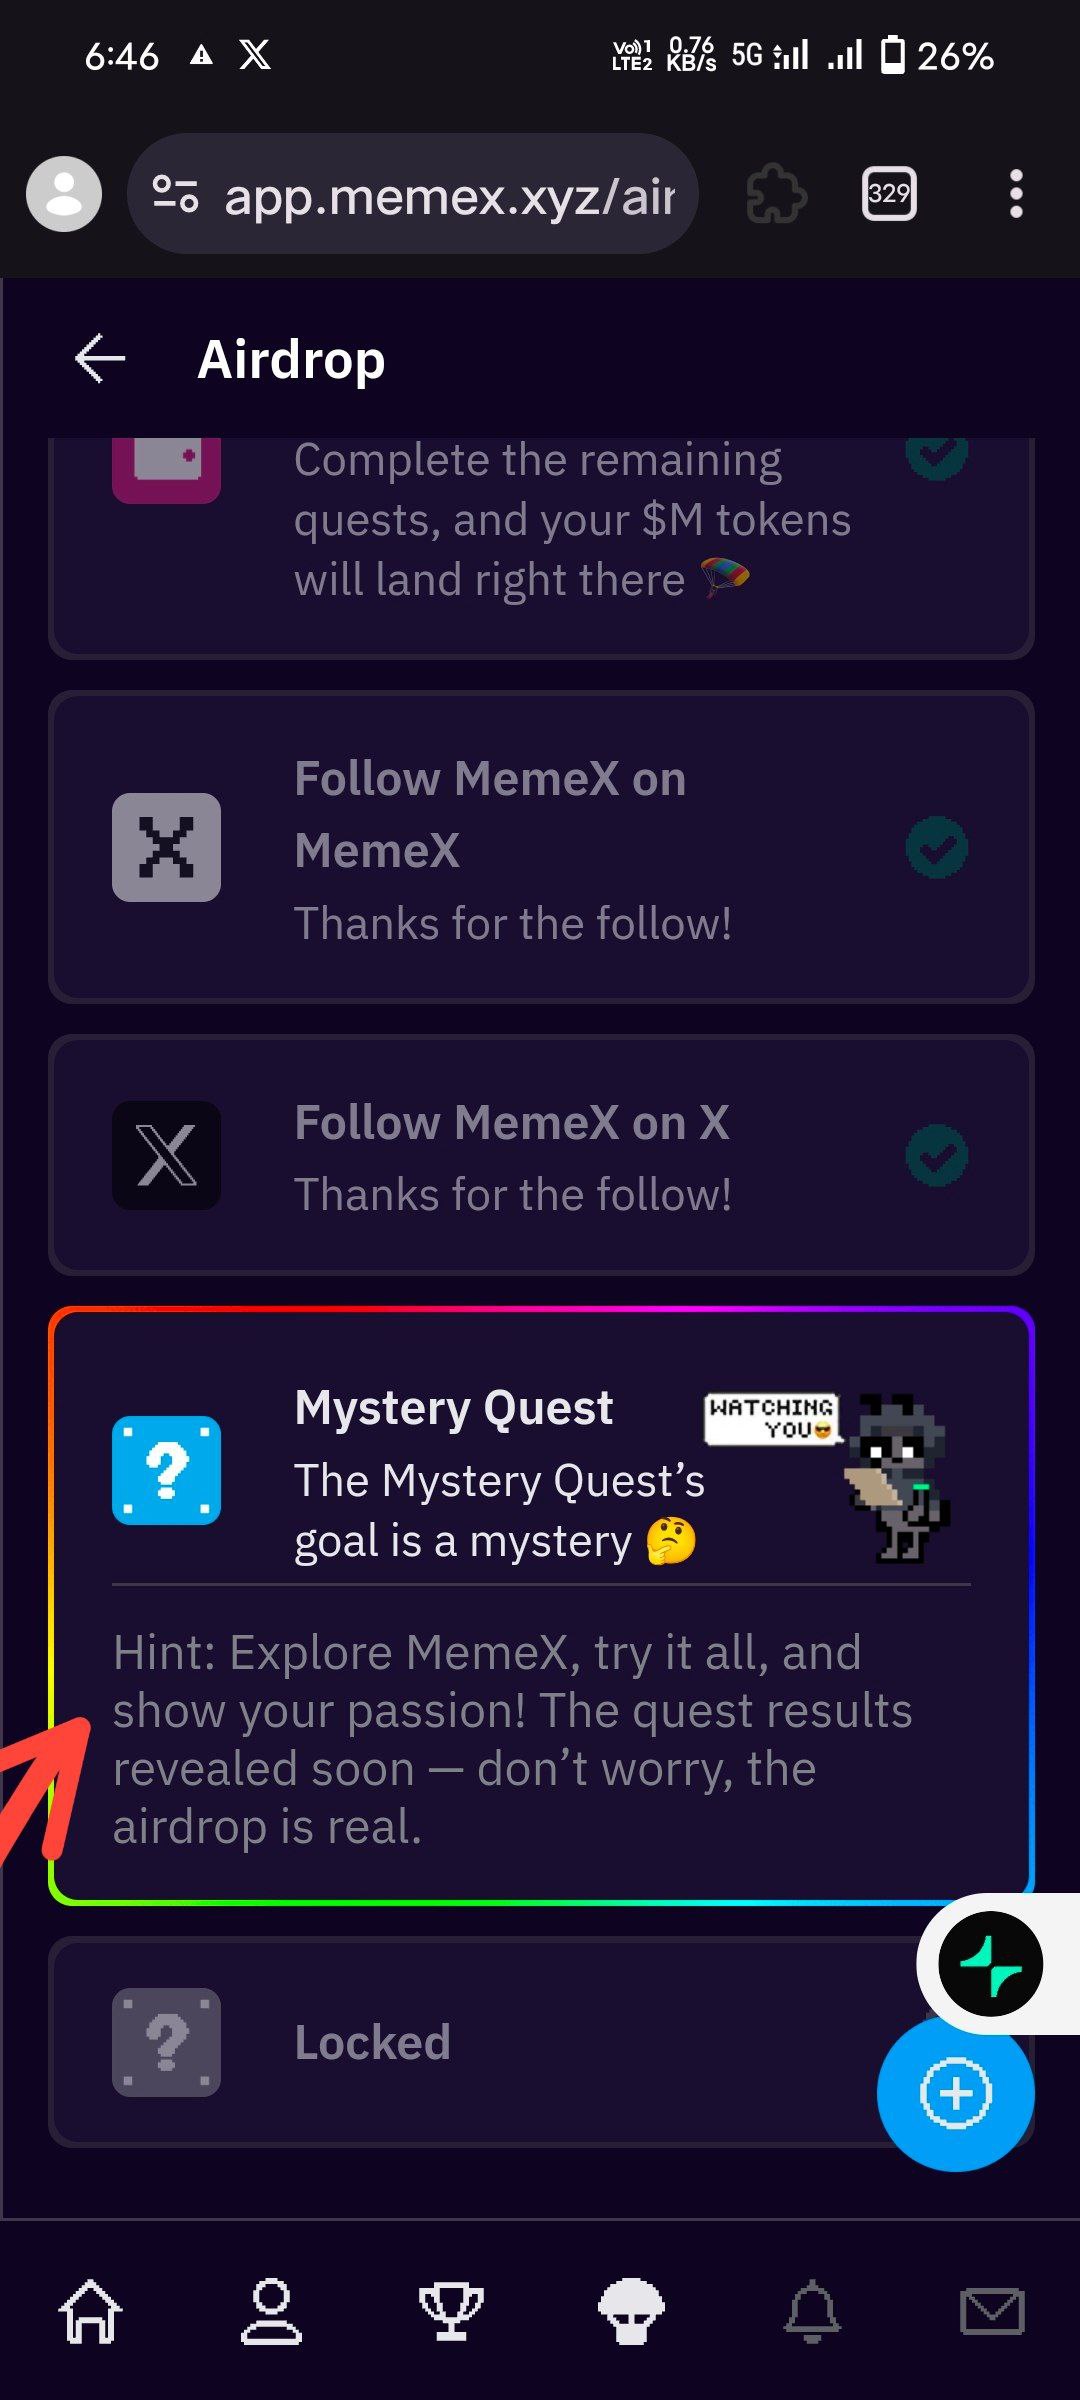 6:46
Vo)) 1
LTE2
0.76
KB/s
5G
26%
app.memex.xyz/air
329
Airdrop
Complete the remaining
quests, and your $M tokens
will land right there 🪂
Follow MemeX on
MemeX
Thanks for the follow!
Follow MemeX on X
Thanks for the follow!
Mystery Quest
WATCHING
YOU😎
The Mystery Quest’s
goal is a mystery 🤔
Hint: Explore MemeX, try it all, and
show your passion! The quest results
revealed soon — don’t worry, the
airdrop is real.
Locked